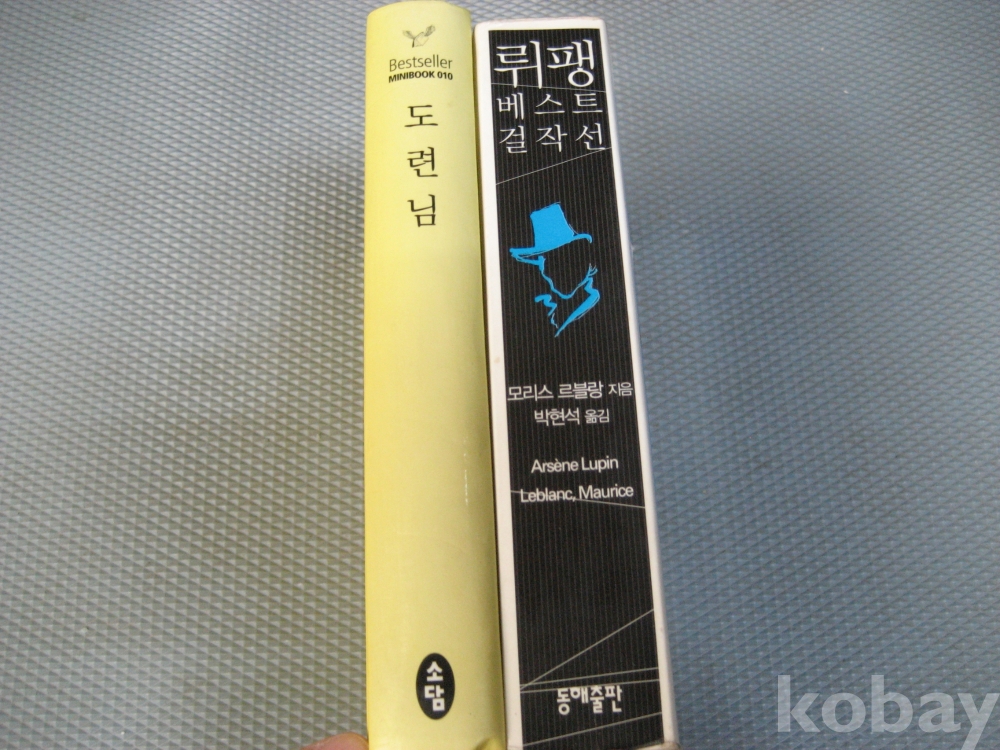 Bestseller
MINIBOOK 010
도련님
소담
뤼팽
베스트
걸작선
모리스 르블랑 지음
박현석 옮김
Arsène Lupin
Leblanc, Maurice
동해출판
kobay